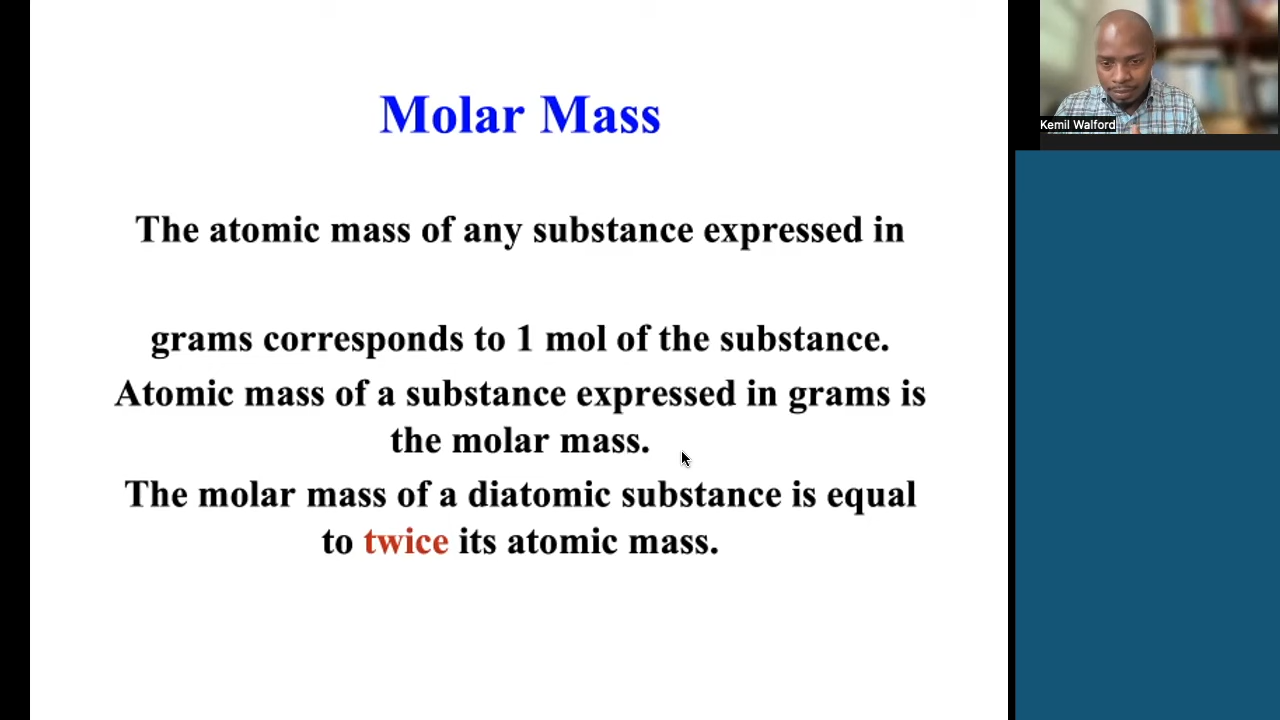 Molar Mass
The atomic mass of any substance expressed in
grams corresponds to 1 mol of the substance.
Atomic mass of a substance expressed in grams is
the molar mass.
The molar mass of a diatomic substance is equal
to twice its atomic mass.
Kemil Walford